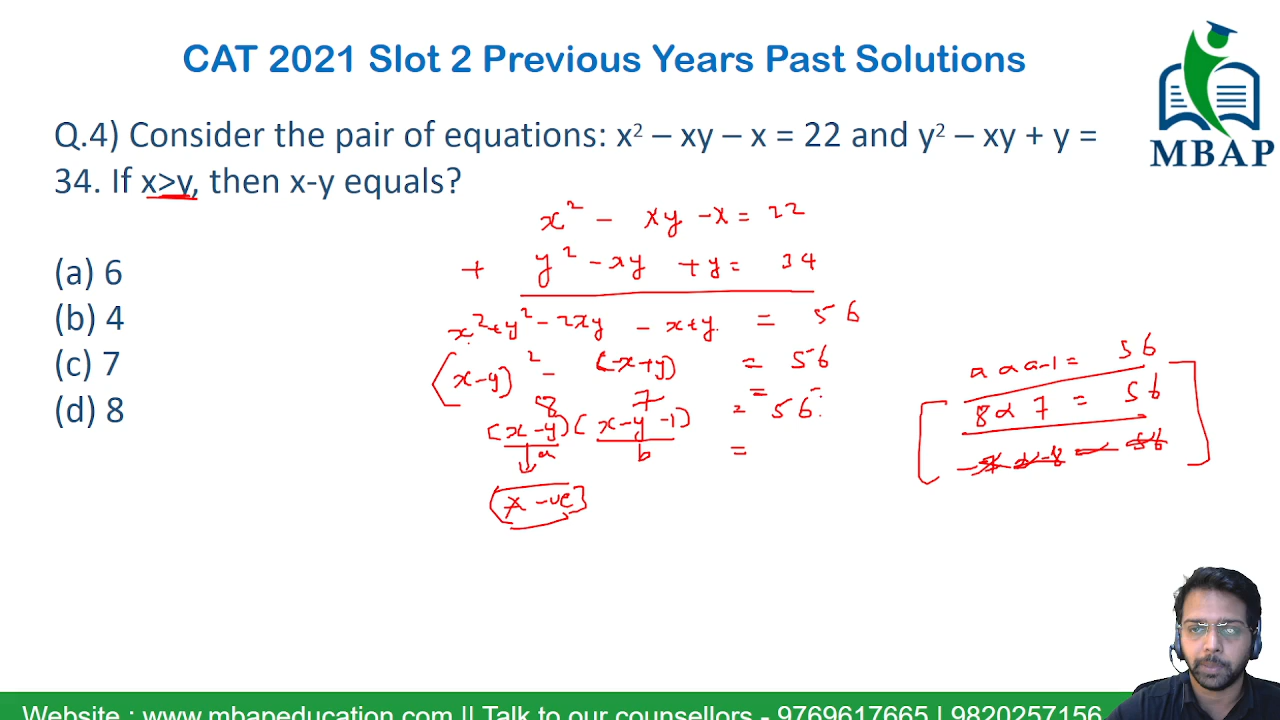 CAT 2021 Slot 2 Previous Years Past Solutions
MBAP
Q.4) Consider the pair of equations: x² – xy – x = 22 and y² – xy + y =
34. If x>y, then x-y equals?
(a) 6
(b) 4
(c) 7
(d) 8
x² - xy - x = 22
+ y² - xy + y = 34
x² + y² - 2xy - x + y = 56
(x-y)² - (-x+y) = 56
8 7 =
(x-y)(x-y-1) = 56
a b =
x -ve
a a-1 = 56
8 7 = 56
-8 56
Website : www.mbapeducation.com || Talk to our counsellors - 9769617665 | 9820257156